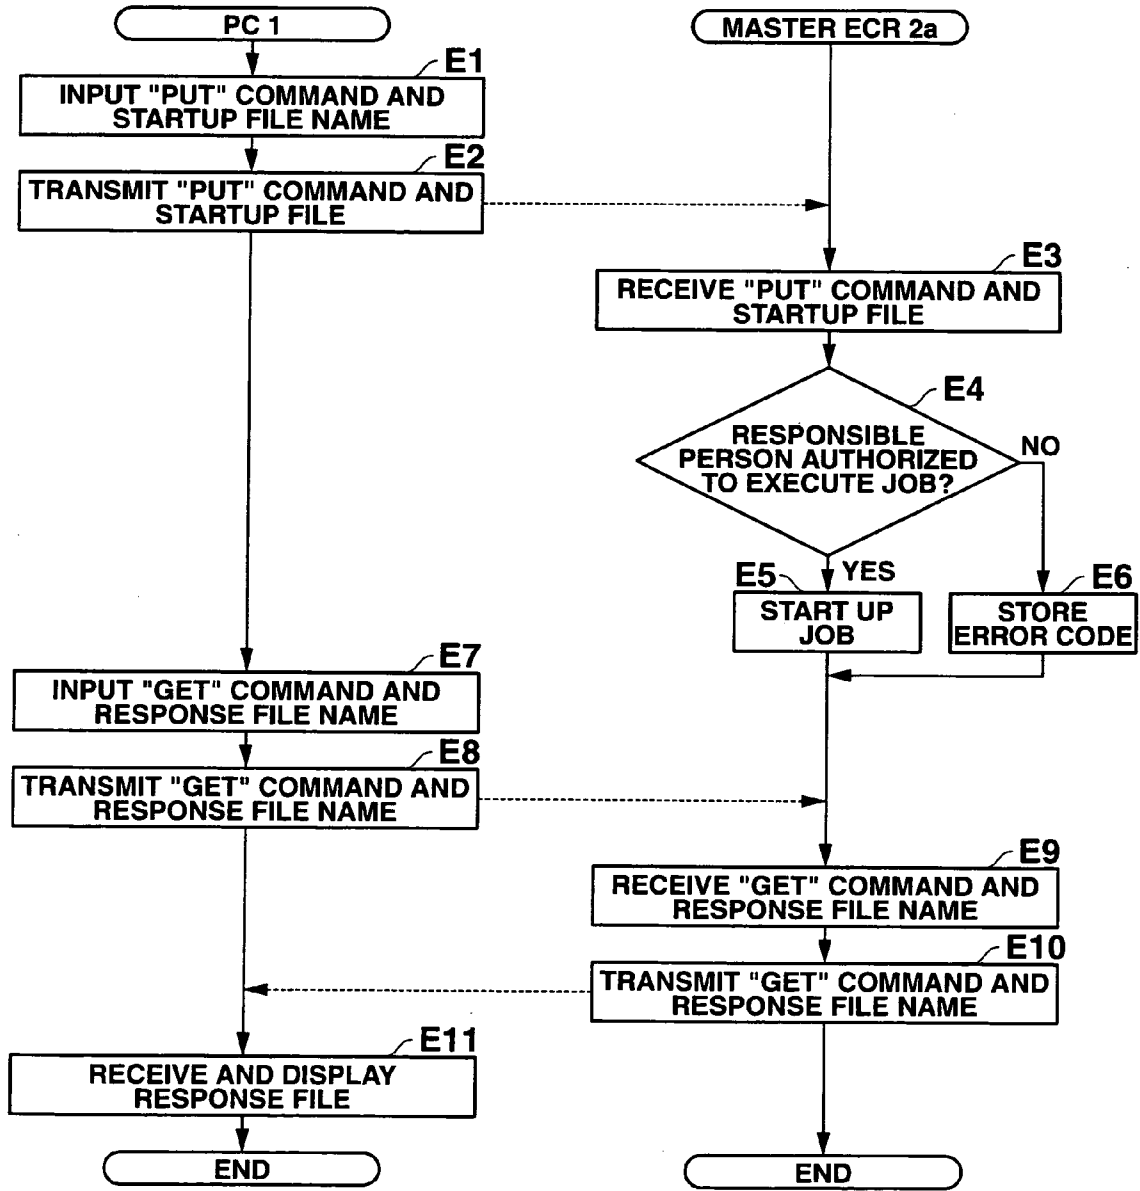 PC 1
MASTER ECR 2a
E1
INPUT "PUT" COMMAND AND
STARTUP FILE NAME
E2
TRANSMIT "PUT" COMMAND AND
STARTUP FILE
E3
RECEIVE "PUT" COMMAND AND
STARTUP FILE
E4
RESPONSIBLE
PERSON AUTHORIZED
TO EXECUTE JOB?
NO
YES
E5
START UP
JOB
E6
STORE
ERROR CODE
E7
INPUT "GET" COMMAND AND
RESPONSE FILE NAME
E8
TRANSMIT "GET" COMMAND AND
RESPONSE FILE NAME
E9
RECEIVE "GET" COMMAND AND
RESPONSE FILE NAME
E10
TRANSMIT "GET" COMMAND AND
RESPONSE FILE NAME
E11
RECEIVE AND DISPLAY
RESPONSE FILE
END
END